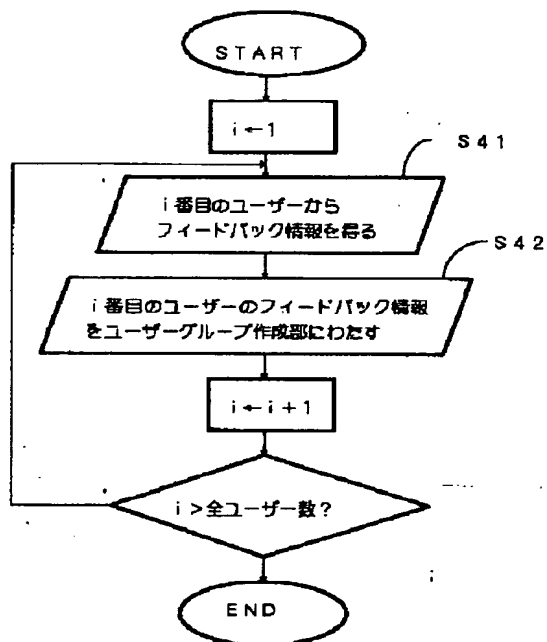 START
i←1
S41
i番目のユーザーから
フィードバック情報を得る
S42
i番目のユーザーのフィードバック情報
をユーザーグループ作成部にわたす
i←i+1
i>全ユーザー数?
END